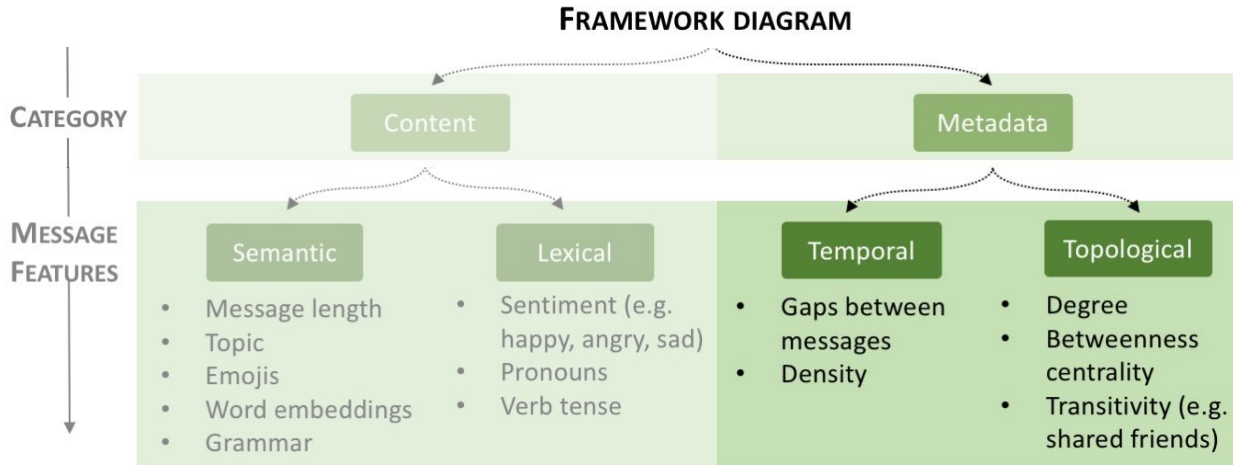 FRAMEWORK DIAGRAM
CATEGORY
Content
Metadata
MESSAGE
FEATURES
Semantic
• Message length
• Topic
• Emojis
• Word embeddings
• Grammar
Lexical
• Sentiment (e.g.
happy, angry, sad)
• Pronouns
• Verb tense
Temporal
• Gaps between
messages
• Density
Topological
• Degree
• Betweenness
centrality
• Transitivity (e.g.
shared friends)